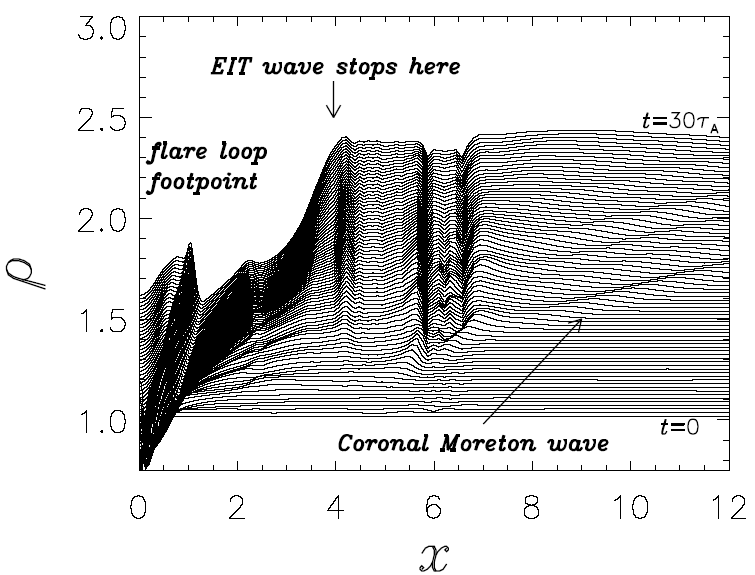 3.0
EIT wave stops here
2.5
t=30τA
flare loop
footpoint
2.0
ρ
1.5
1.0
t=0
Coronal Moreton wave
0 2 4 6 8 10 12
x